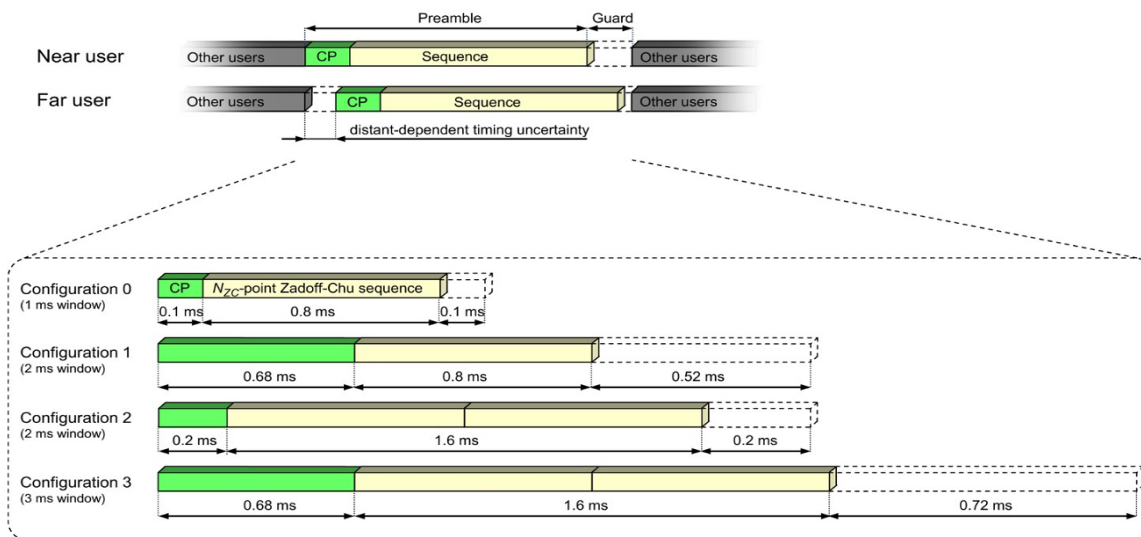 Preamble Guard
Near user Other users CP Sequence Other users
Far user Other users CP Sequence Other users
distant-dependent timing uncertainty
Configuration 0 CP N_ZC-point Zadoff-Chu sequence
(1 ms window) 0.1 ms 0.8 ms 0.1 ms
Configuration 1
(2 ms window)
0.68 ms 0.8 ms 0.52 ms
Configuration 2
(2 ms window)
0.2 ms 1.6 ms 0.2 ms
Configuration 3
(3 ms window)
0.68 ms 1.6 ms 0.72 ms